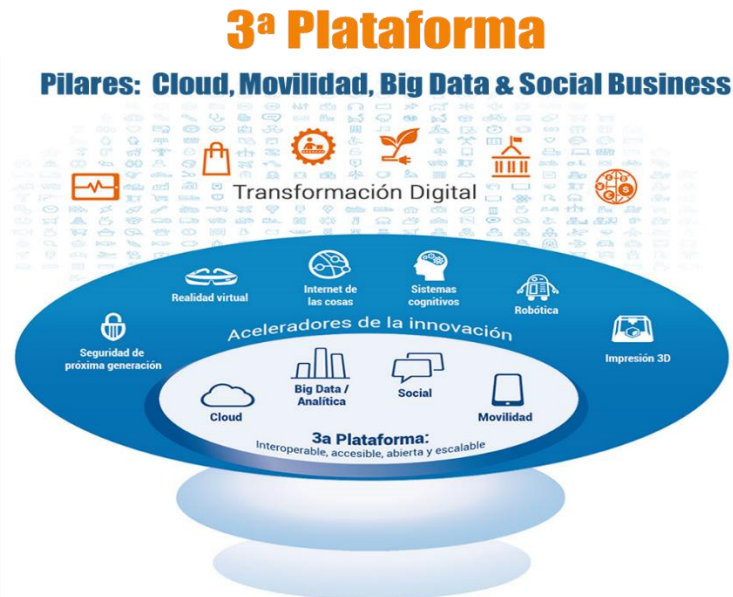 3ª Plataforma
Pilares: Cloud, Movilidad, Big Data & Social Business
Transformación Digital
Realidad virtual
Internet de
las cosas
Sistemas
cognitivos
Robótica
Seguridad de
próxima generación
Impresión 3D
Aceleradores de la innovación
Cloud
Big Data /
Analítica
Social
Movilidad
3a Plataforma:
Interoperable, accesible, abierta y escalable